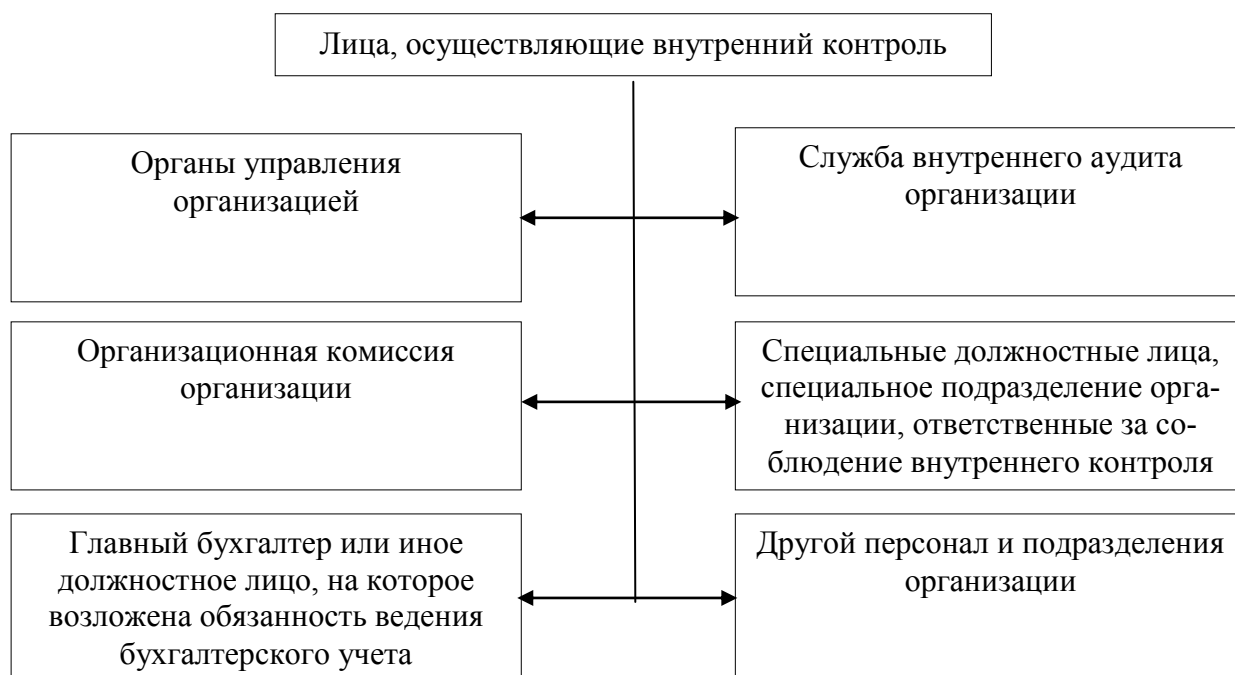 Лица, осуществляющие внутренний контроль
Органы управления
организацией
Служба внутреннего аудита
организации
Организационная комиссия
организации
Специальные должностные лица,
специальное подразделение орга-
низации, ответственные за со-
блюдение внутреннего контроля
Главный бухгалтер или иное
должностное лицо, на которое
возложена обязанность ведения
бухгалтерского учета
Другой персонал и подразделения
организации